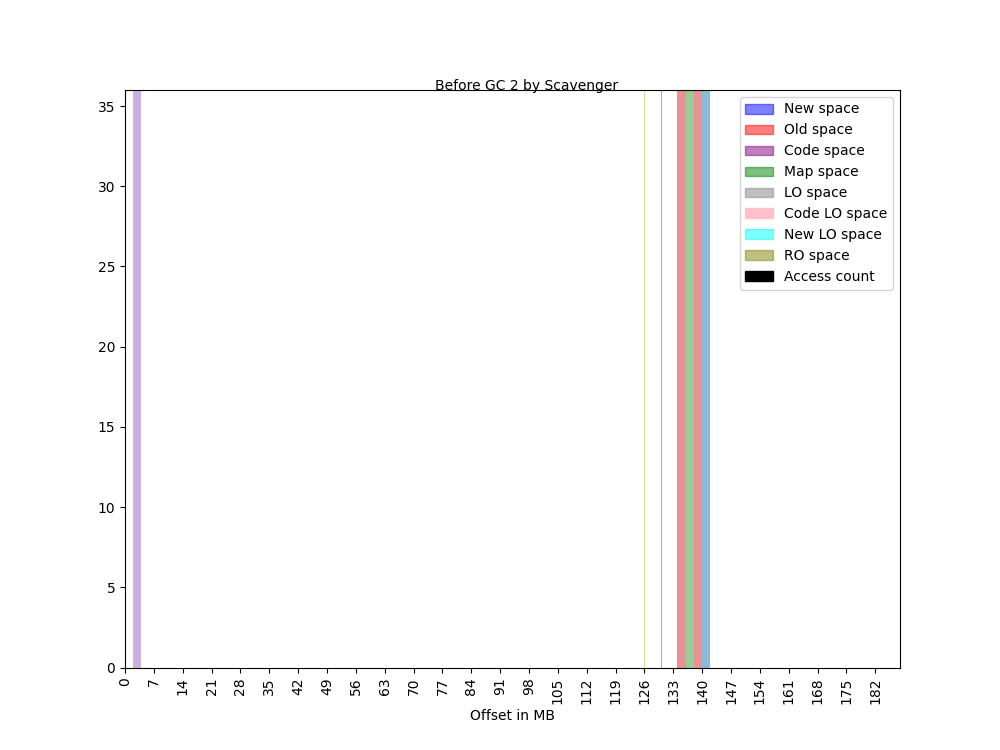 Before GC 2 by Scavenger
35
30
25
20
15
10
5
0
New space
Old space
Code space
Map space
LO space
Code LO space
New LO space
RO space
Access count
0 7 14 21 28 35 42 49 56 63 70 77 84 91 98 105 112 119 126 133 140 147 154 161 168 175 182
Offset in MB